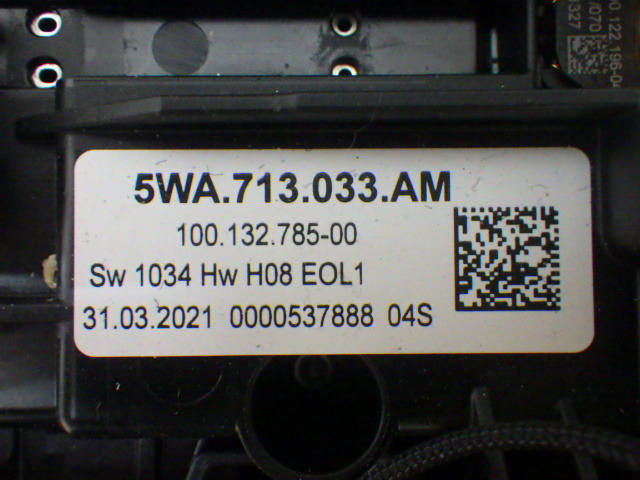 5WA.713.033.AM
100.132.785-00
Sw 1034 Hw H08 EOL1
31.03.2021 0000537888 04S